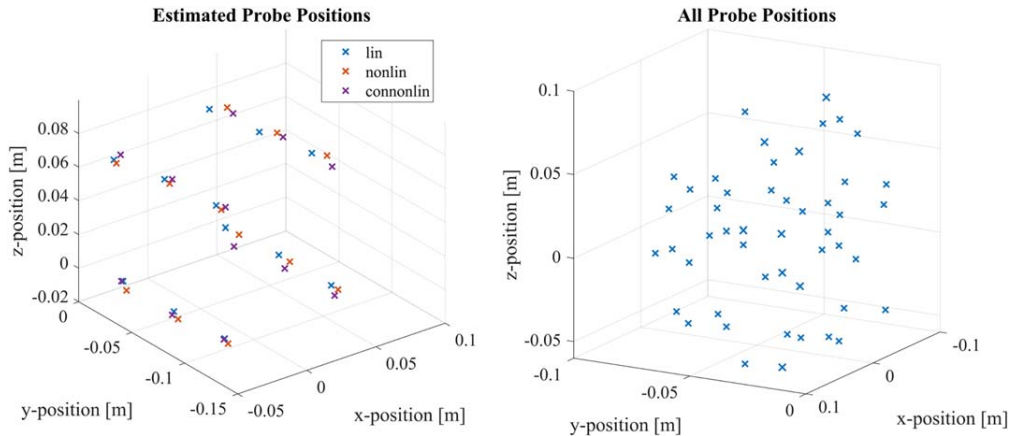 Estimated Probe Positions
lin
nonlin
connonlin
z-position [m]
0.08
0.06
0.04
0.02
0
-0.02
0
-0.05
-0.1
-0.15
y-position [m]
-0.05
0
0.05
0.1
x-position [m]
All Probe Positions
z-position [m]
0.1
0.05
0
-0.05
-0.1
-0.05
0
y-position [m]
0.1
0
-0.1
x-position [m]